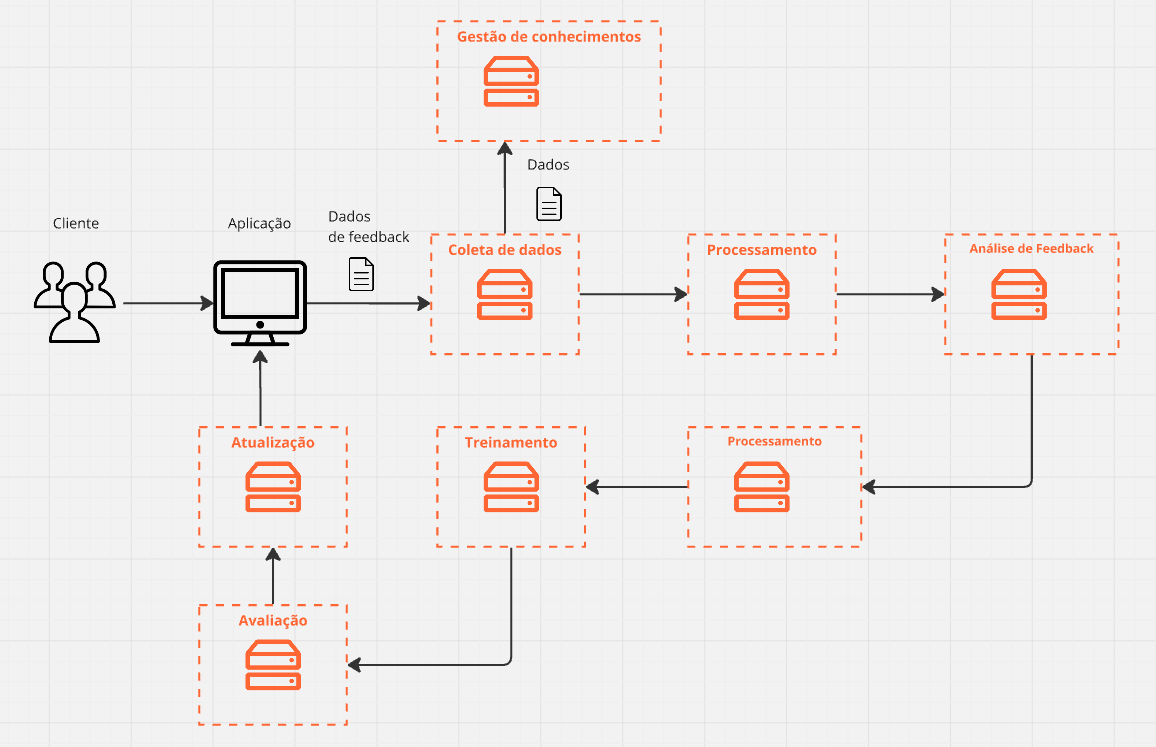 Gestão de conhecimentos
Dados
Cliente
Aplicação
Dados
de feedback
Coleta de dados
Processamento
Análise de Feedback
Atualização
Treinamento
Processamento
Avaliação